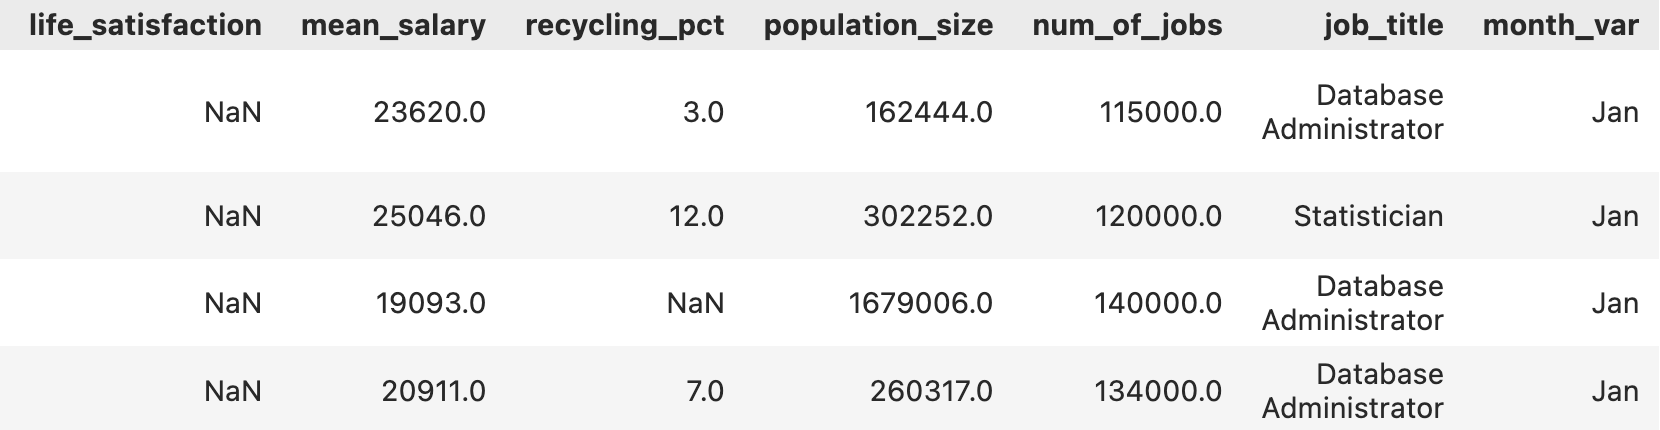 life_satisfaction mean_salary recycling_pct population_size num_of_jobs job_title month_var
NaN 23620.0 3.0 162444.0 115000.0 Database Administrator Jan
NaN 25046.0 12.0 302252.0 120000.0 Statistician Jan
NaN 19093.0 NaN 1679006.0 140000.0 Database Administrator Jan
NaN 20911.0 7.0 260317.0 134000.0 Database Administrator Jan